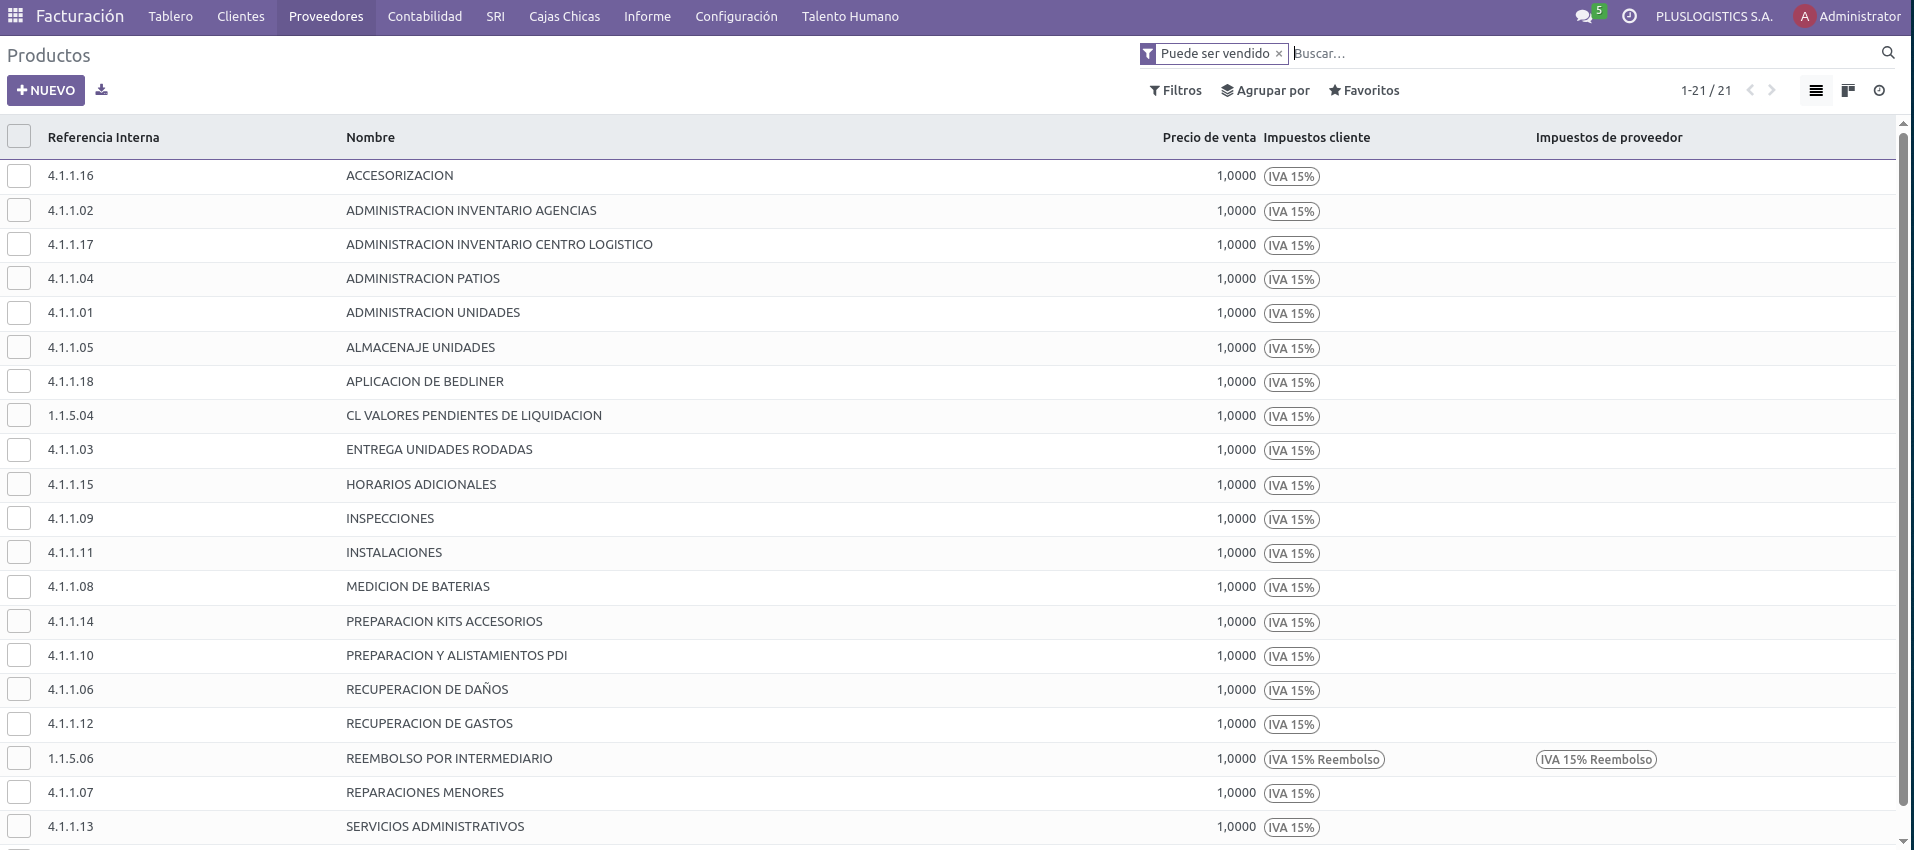 Facturación Tablero Clientes Proveedores Contabilidad SRI Cajas Chicas Informe Configuración Talento Humano 5 PLUSLOGISTICS S.A. A Administrator
Productos Puede ser vendido × Buscar...
+ NUEVO Filtros Agrupar por Favoritos 1-21 / 21
Referencia Interna Nombre Precio de venta Impuestos cliente Impuestos de proveedor
4.1.1.16 ACCESORIZACION 1,0000 IVA 15%
4.1.1.02 ADMINISTRACION INVENTARIO AGENCIAS 1,0000 IVA 15%
4.1.1.17 ADMINISTRACION INVENTARIO CENTRO LOGISTICO 1,0000 IVA 15%
4.1.1.04 ADMINISTRACION PATIOS 1,0000 IVA 15%
4.1.1.01 ADMINISTRACION UNIDADES 1,0000 IVA 15%
4.1.1.05 ALMACENAJE UNIDADES 1,0000 IVA 15%
4.1.1.18 APLICACION DE BEDLINER 1,0000 IVA 15%
1.1.5.04 CL VALORES PENDIENTES DE LIQUIDACION 1,0000 IVA 15%
4.1.1.03 ENTREGA UNIDADES RODADAS 1,0000 IVA 15%
4.1.1.15 HORARIOS ADICIONALES 1,0000 IVA 15%
4.1.1.09 INSPECCIONES 1,0000 IVA 15%
4.1.1.11 INSTALACIONES 1,0000 IVA 15%
4.1.1.08 MEDICION DE BATERIAS 1,0000 IVA 15%
4.1.1.14 PREPARACION KITS ACCESORIOS 1,0000 IVA 15%
4.1.1.10 PREPARACION Y ALISTAMIENTOS PDI 1,0000 IVA 15%
4.1.1.06 RECUPERACION DE DAÑOS 1,0000 IVA 15%
4.1.1.12 RECUPERACION DE GASTOS 1,0000 IVA 15%
1.1.5.06 REEMBOLSO POR INTERMEDIARIO 1,0000 IVA 15% Reembolso IVA 15% Reembolso
4.1.1.07 REPARACIONES MENORES 1,0000 IVA 15%
4.1.1.13 SERVICIOS ADMINISTRATIVOS 1,0000 IVA 15%